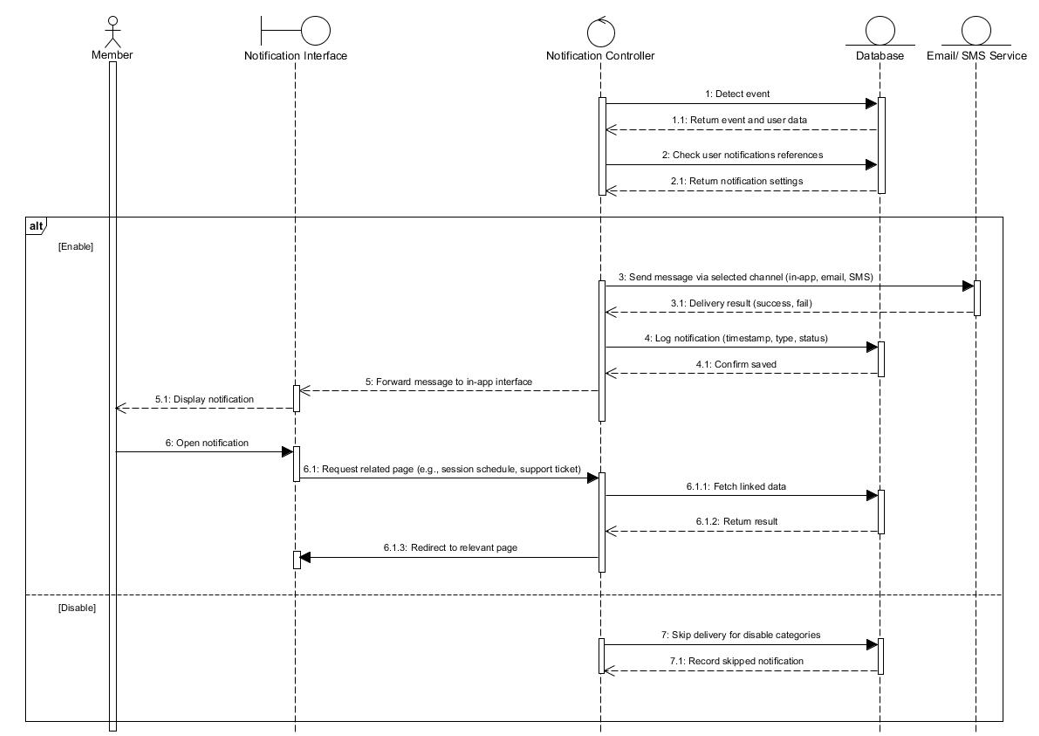 Member
Notification Interface
Notification Controller
Database
Email/ SMS Service
1: Detect event
1.1: Return event and user data
2: Check user notifications references
2.1: Return notification settings
alt
[Enable]
3: Send message via selected channel (in-app, email, SMS)
3.1: Delivery result (success, fail)
4: Log notification (timestamp, type, status)
4.1: Confirm saved
5: Forward message to in-app interface
5.1: Display notification
6: Open notification
6.1: Request related page (e.g., session schedule, support ticket)
6.1.1: Fetch linked data
6.1.2: Return result
6.1.3: Redirect to relevant page
[Disable]
7: Skip delivery for disable categories
7.1: Record skipped notification